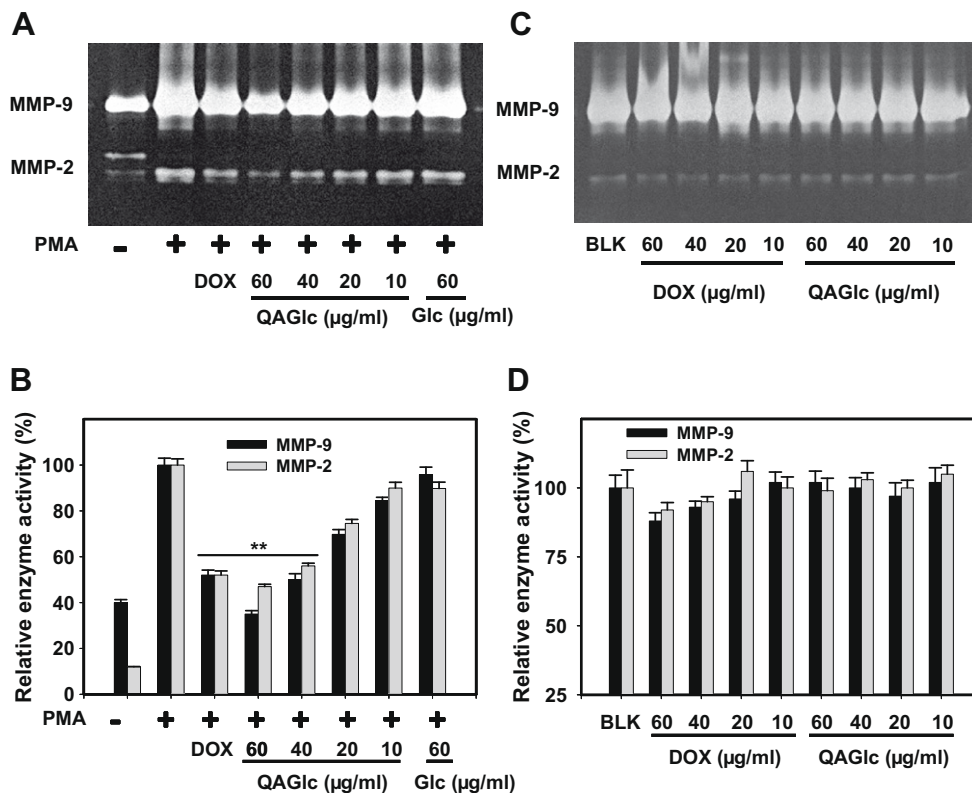 A
MMP-9
MMP-2
PMA - + + + + + + +
DOX 60 40 20 10 60
QAGlc (µg/ml) Glc (µg/ml)
C
MMP-9
MMP-2
BLK 60 40 20 10 60 40 20 10
DOX (µg/ml) QAGlc (µg/ml)
B
Relative enzyme activity (%)
100
80
60
40
20
0
MMP-9
MMP-2
**
PMA - + + + + + + +
DOX 60 40 20 10 60
QAGlc (µg/ml) Glc (µg/ml)
D
Relative enzyme activity (%)
100
75
50
25
MMP-9
MMP-2
BLK 60 40 20 10 60 40 20 10
DOX (µg/ml) QAGlc (µg/ml)